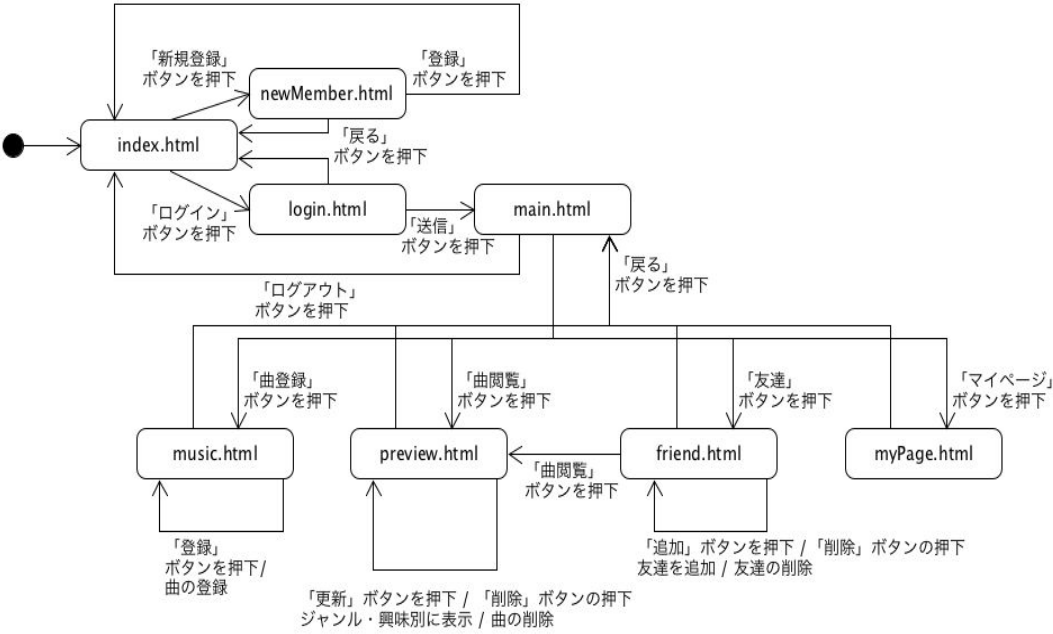 「新規登録」
ボタンを押下
「登録」
ボタンを押下
newMember.html
index.html
「戻る」
ボタンを押下
「ログイン」
ボタンを押下
login.html
「送信」
ボタンを押下
main.html
「戻る」
ボタンを押下
「ログアウト」
ボタンを押下
「曲登録」
ボタンを押下
「曲閲覧」
ボタンを押下
「友達」
ボタンを押下
「マイページ」
ボタンを押下
music.html
preview.html
friend.html
myPage.html
「曲閲覧」
ボタンを押下
「登録」
ボタンを押下/
曲の登録
「更新」ボタンを押下 / 「削除」ボタンの押下
ジャンル・興味別に表示 / 曲の削除
「追加」ボタンを押下 / 「削除」ボタンの押下
友達を追加 / 友達の削除